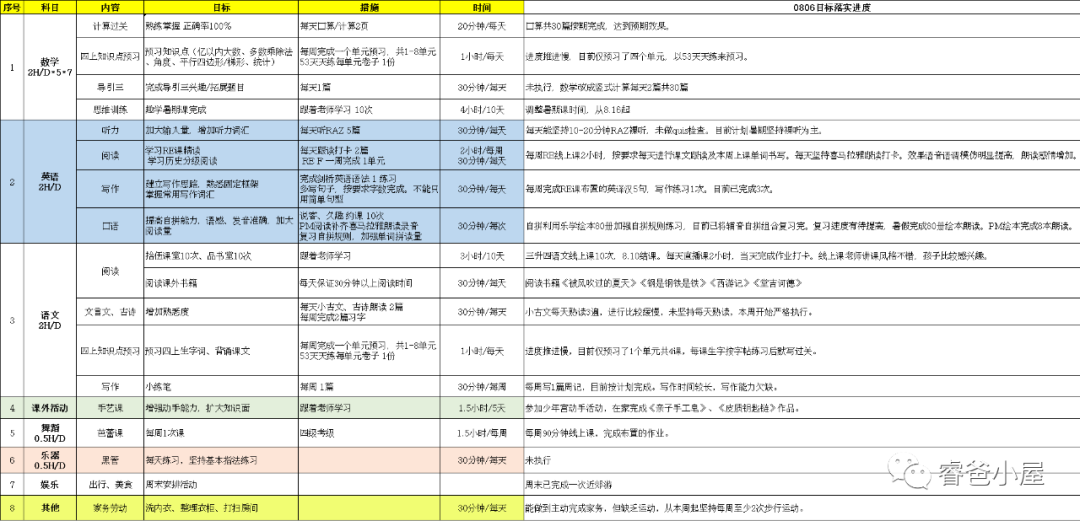 序号 科目 内容 目标 措施 时间 0806目标落实进度
1 数学
2H/D*5*7
计算过关 熟练掌握 正确率100% 每天口算/计算2页 20分钟/每天 口算共30篇按期完成，达到预期效果。
四上知识点预习 预习知识点（亿以内大数、多数乘除法、角度、平行四边形/梯形、统计） 每周完成一个单元预习，共1-8单元
53天天练每单元卷子 1份 1小时/每天 进度推进慢，目前仅预习了四个单元，以53天天练来预习。
导引三 完成导引三兴趣/拓展题目 每天1篇 30分钟/每天 未执行，数学改成竖式计算每天2篇共30篇
思维训练 趣学暑期课完成 跟着老师学习 10次 4小时/10天 调整暑期课时间，从8.16起
2 英语
2H/D
听力 加大输入量，增加听力词汇 每天听RAZ 5篇 30分钟/每天 每天能坚持10-20分钟RAZ裸听，未做quis检查。目前计划暑期坚持裸听为主。
阅读 学习RE课精读
学习历史分级阅读 每天跟读打卡 2篇
RE F 一周完成 1单元 2小时/每周
30分钟/每天 每周RE线上课2小时，按要求每天进行课文跟读及本周上课单词书写。每天坚持喜马拉雅朗读打卡。效果语音语调模仿明显提高，朗读感情增加。
写作 建立写作思路，熟悉固定框架
掌握常用写作词汇 完成剑桥英语语法 1 练习
多写句子，按要求字数完成。不能只用简单句型 30分钟/每天 每周完成RE课布置的英译汉5句，写作练习1次。目前已完成3次。
口语 提高自拼能力、语感、发音准确，加大阅读量 说客、久趣 约课 10次
PM阅读补齐喜马拉雅朗读录音
复习自拼规则，加强单词拼读量 30分钟/每次 自拼利用乐学绘本80册加强自拼规则练习，目前已将辅音自拼组合复习完。复习速度有待提高，暑假完成80册绘本朗读。PM绘本完成8本朗读。
3 语文
2H/D
阅读 拾伍课室10次、品书室10次 跟着老师学习 3小时/10天 三升四语文线上课10次，8.10结课。每天直播课2小时，当天完成作业打卡。线上课老师讲课风格不错，孩子比较感兴趣。
阅读课外书籍 每天保证30分钟以上阅读时间 30分钟/每天 阅读书籍《被风吹过的夏天》《钢是钢铁是铁》《西游记》《堂吉诃德》
文言文、古诗 增加熟悉度 每天小古文、古诗朗读 2篇
每周完成2篇习字 30分钟/每天 小古文每天熟读3遍，进行比较缓慢，未坚持每天熟读，本周开始严格执行。
四上知识点预习 预习四上生字词、背诵课文 每周完成一个单元预习，共1-8单元
53天天练每单元卷子 1份 1小时/每天 进度推进慢，目前仅预习了1个单元共4课。每课生字按字帖练习后默写过关。
写作 小练笔 每周 1篇 30分钟/每周 每周写1篇周记，目前按计划完成。写作时间较长，写作能力欠缺。
4 课外活动 手艺课 增强动手能力，扩大知识面 跟着老师学习 1.5小时/5天 参加少年宫动手活动，在家完成《亲子手工皂》、《皮质钥匙链》作品。
5 舞蹈
0.5H/D 芭蕾课 每周1次课 四级考级 1.5小时/每周 每周90分钟线上课，完成布置的作业。
6 乐器
0.5H/D 黑管 每天练习，坚持基本指法练习 30分钟/每天 未执行
7 娱乐 出行、美食 周末安排活动 周末已完成一次近郊游
8 其他 家务劳动 洗内衣、整理衣柜、打扫房间 30分钟/每天 能做到主动完成家务，但缺乏运动，从本周起坚持每周至少2次步行运动。
睿爸小屋